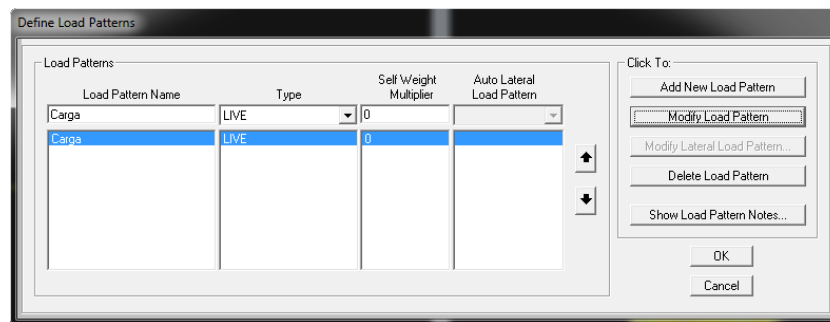 Define Load Patterns
Load Patterns
Load Pattern Name
Type
Self Weight
Multiplier
Auto Lateral
Load Pattern
Carga
LIVE
0
Carga
LIVE
0
Click To:
Add New Load Pattern
Modify Load Pattern
Modify Lateral Load Pattern...
Delete Load Pattern
Show Load Pattern Notes...
OK
Cancel